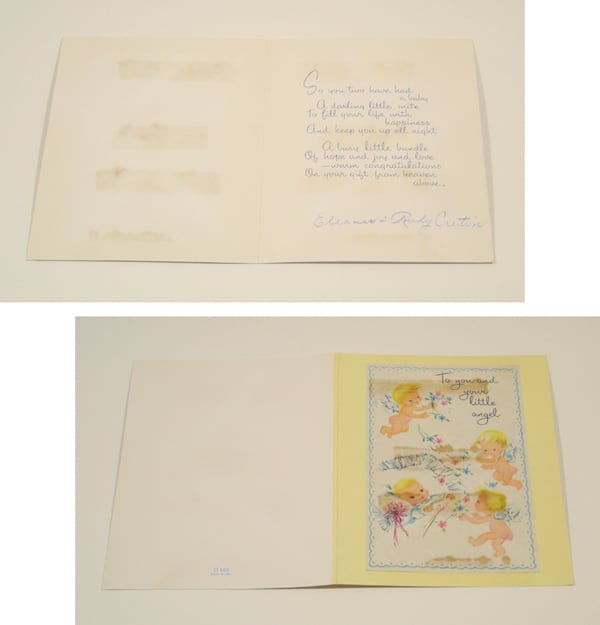 So you two have had
a baby
A darling little mite
To fill your life with
happiness
And keep you up all night,
A busy little bundle
Of hope and joy and love
—warm congratulations
On your gift from heaven
above.
Eleanor & Rudy
To you and
your
little
angel